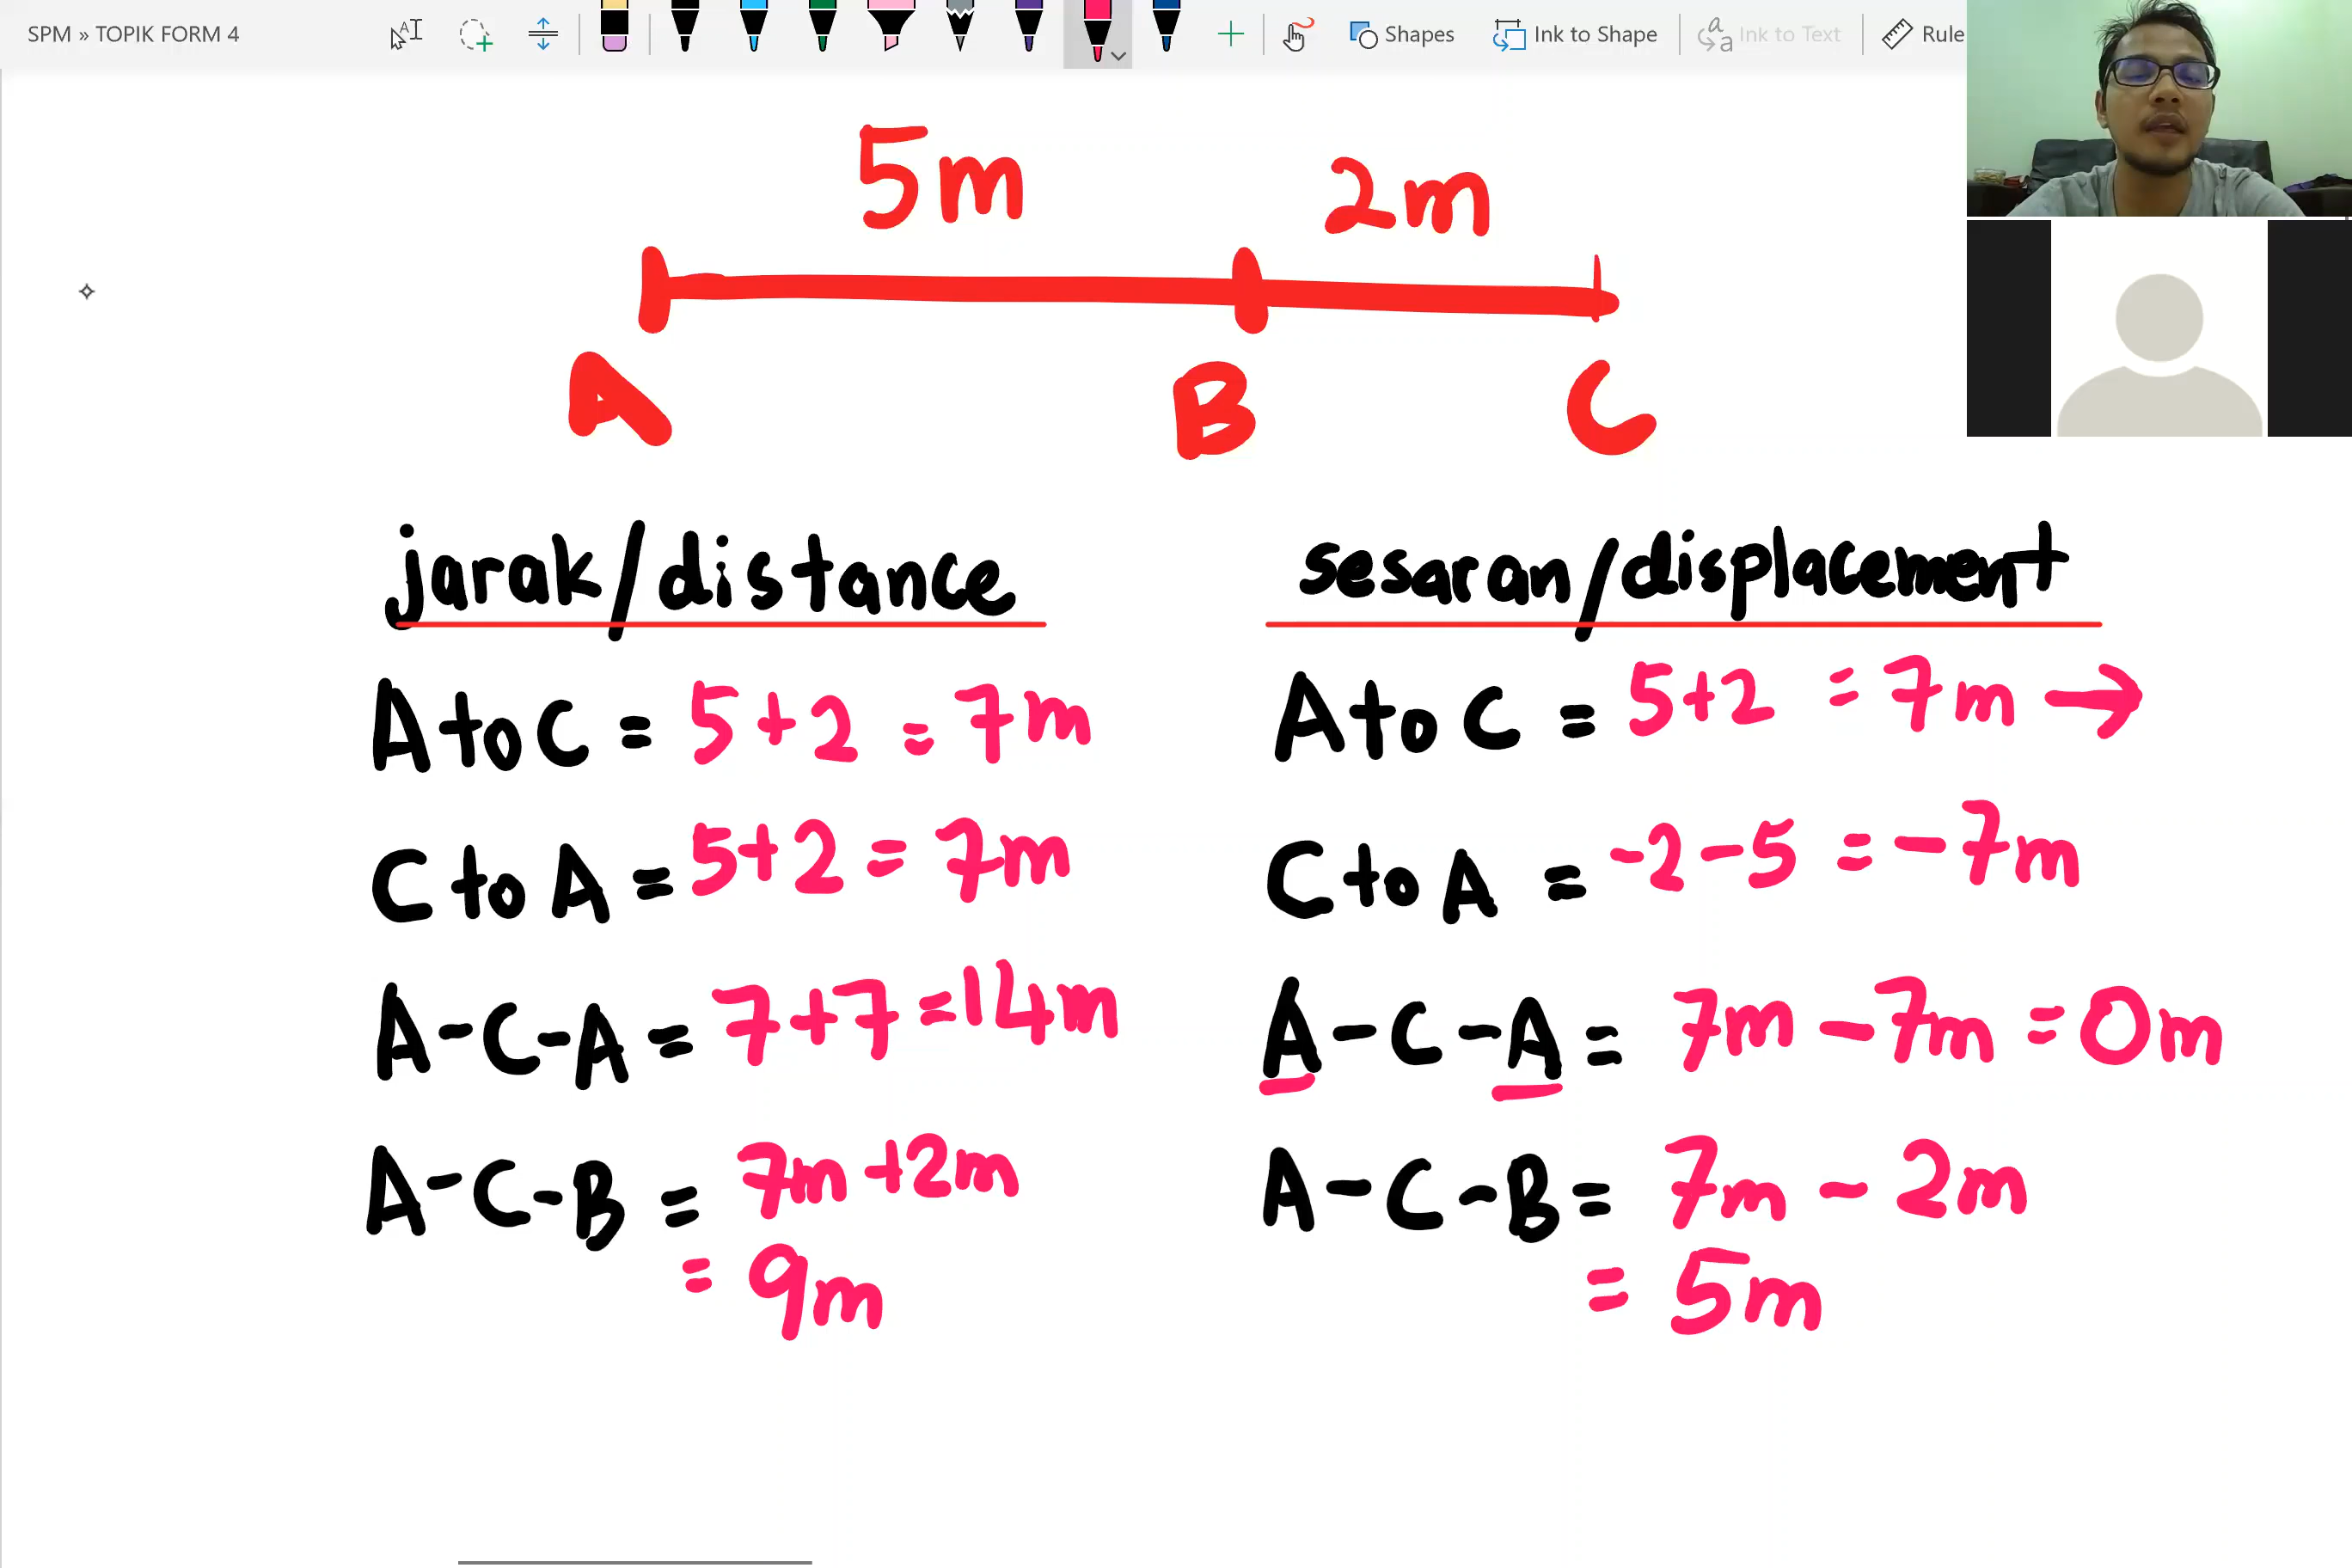 SPM » TOPIK FORM 4
Shapes
Ink to Shape
Ink to Text
Rule
5m 2m
A B C
jarak/distance
A to C = 5+2 = 7m
C to A = 5+2 = 7m
A-C-A = 7+7=14m
A-C-B = 7m+2m
= 9m
sesaran/displacement
A to C = 5+2 = 7m →
C to A = -2-5 = -7m
A-C-A = 7m-7m=0m
A-C-B = 7m-2m
= 5m